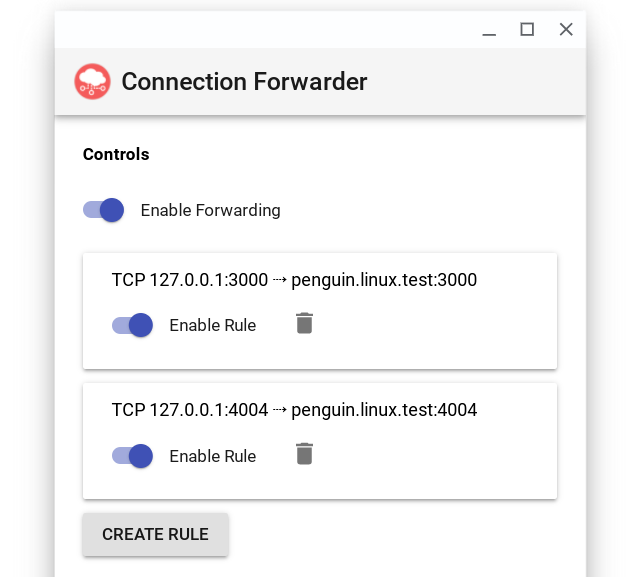 Connection Forwarder
Controls
Enable Forwarding
TCP 127.0.0.1:3000 ⇢ penguin.linux.test:3000
Enable Rule
TCP 127.0.0.1:4004 ⇢ penguin.linux.test:4004
Enable Rule
CREATE RULE